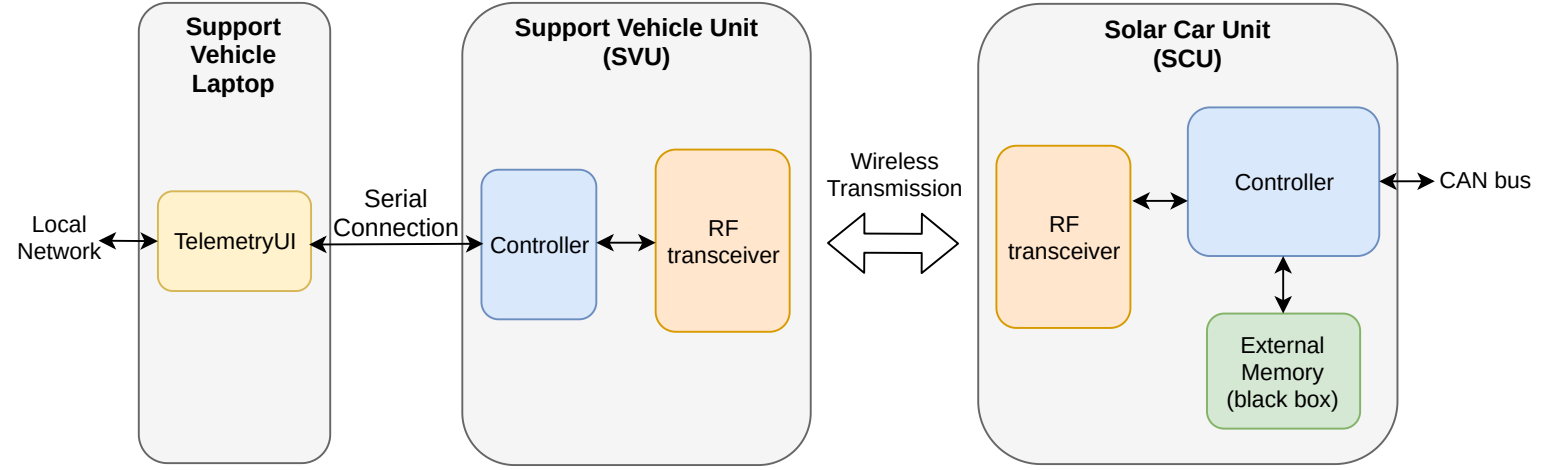 Support
Vehicle
Laptop
Local
Network
TelemetryUI
Serial
Connection
Support Vehicle Unit
(SVU)
Controller
RF
transceiver
Wireless
Transmission
Solar Car Unit
(SCU)
RF
transceiver
Controller
External
Memory
(black box)
CAN bus